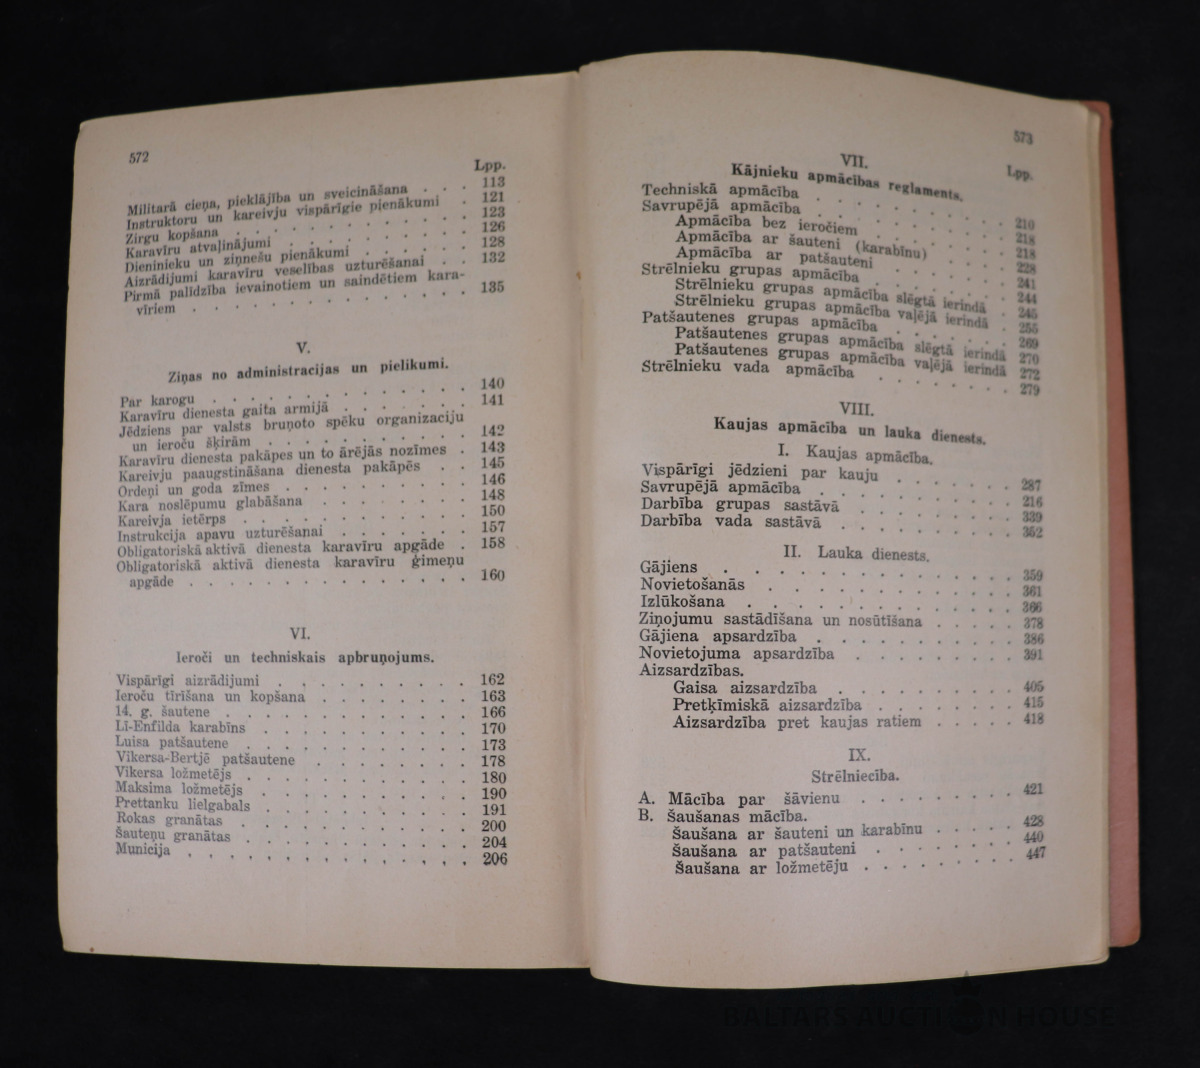 572
Lpp.
Militarā cieņa, pieklājība un sveicināšana . . . 113
Instruktoru un kareivju vispārīgie pienākumi . 121
Zirgu kopšana . . . . . . . . . . . 123
Karavīru atvaļinājumi . . . . . . . . 126
Dieninieku un ziņnešu pienākumi . . . . . 128
Aizrādījumi karavīru veselības uzturēšanai . . 132
Pirmā palīdzība ievainotiem un saindētiem kara-
vīriem . . . . . . . . . . . . 135
V.
Ziņas no administracijas un pielikumi.
Par karogu . . . . . . . . . . . . 140
Karavīru dienesta gaita armijā . . . . . . 141
Jēdziens par valsts bruņoto spēku organizaciju
un ieroču šķirām . . . . . . . . . 142
Karavīru dienesta pakāpes un to ārējās nozīmes . 143
Kareivju paaugstināšana dienesta pakāpēs . . 145
Ordeņi un goda zīmes . . . . . . . . . 146
Kara noslēpumu glabāšana . . . . . . . 148
Kareivja ietērps . . . . . . . . . . . 150
Instrukcija apavu uzturēšanai . . . . . . 157
Obligatoriskā aktivā dienesta karavīru apgāde . 158
Obligatoriskā aktivā dienesta karavīru ģimeņu
apgāde . . . . . . . . . . . . . 160
VI.
Ieroči un techniskais apbruņojums.
Vispārīgi aizrādījumi . . . . . . . . . 162
Ieroču tīrīšana un kopšana . . . . . . . 163
14. g. šautene . . . . . . . . . . . 166
Lī-Enfilda karabīns . . . . . . . . . 170
Luisa patšautene . . . . . . . . . . 173
Vikersa-Bertjē patšautene . . . . . . . 178
Vikersa ložmetējs . . . . . . . . . . 180
Maksima ložmetējs . . . . . . . . . . 190
Prettanku lielgabals . . . . . . . . . 191
Rokas granātas . . . . . . . . . . . 200
Šauteņu granātas . . . . . . . . . . 204
Municija . . . . . . . . . . . . . 206
573
VII.
Kājnieku apmācības reglaments.
Lpp.
Techniskā apmācība . . . . . . . . . . 210
Savrupējā apmācība . . . . . . . . . . 218
Apmācība bez ieročiem . . . . . . . . 218
Apmācība ar šauteni (karabīnu) . . . . 228
Apmācība ar patšauteni . . . . . . . 241
Strēlnieku grupas apmācība . . . . . . . 244
Strēlnieku grupas apmācība slēgtā ierindā . 245
Strēlnieku grupas apmācība vaļējā ierindā . 255
Patšautenes grupas apmācība . . . . . . 269
Patšautenes grupas apmācība slēgtā ierindā 270
Patšautenes grupas apmācība vaļējā ierindā 272
Strēlnieku vada apmācība . . . . . . . 279
VIII.
Kaujas apmācība un lauka dienests.
I. Kaujas apmācība.
Vispārīgi jēdzieni par kauju . . . . . . 287
Savrupējā apmācība . . . . . . . . . . 216
Darbība grupas sastāvā . . . . . . . . 339
Darbība vada sastāvā . . . . . . . . . 352
II. Lauka dienests.
Gājiens . . . . . . . . . . . . . 359
Novietošanās . . . . . . . . . . . 361
Izlūkošana . . . . . . . . . . . . 366
Ziņojumu sastādīšana un nosūtīšana . . . . . 378
Gājiena apsardzība . . . . . . . . . 386
Novietojuma apsardzība . . . . . . . . 391
Aizsardzības.
Gaisa aizsardzība . . . . . . . . . 405
Pretķīmiskā aizsardzība . . . . . . . 415
Aizsardzība pret kaujas ratiem . . . . . 418
IX.
Strēlniecība.
A. Mācība par šāvienu . . . . . . . . 421
B. Šaušanas mācība.
Šaušana ar šauteni un karabīnu . . . . . 428
Šaušana ar patšauteni . . . . . . . 440
Šaušana ar ložmetēju . . . . . . . . 447
BALTARS AUCTION HOUSE